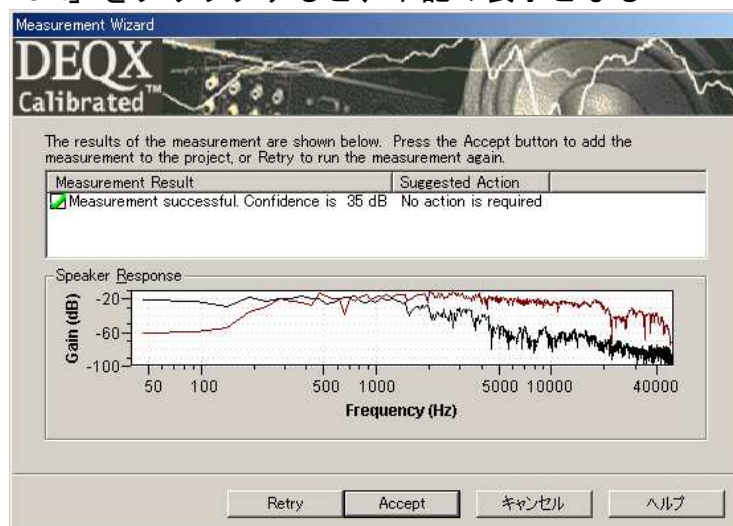 Measurement Wizard
DEQX
Calibrated™
The results of the measurement are shown below. Press the Accept button to add the
measurement to the project, or Retry to run the measurement again.
Measurement Result Suggested Action
Measurement successful. Confidence is 35 dB No action is required
Speaker Response
Gain (dB)
-20
-60
-100
50 100 500 1000 5000 10000 40000
Frequency (Hz)
Retry Accept キャンセル ヘルプ